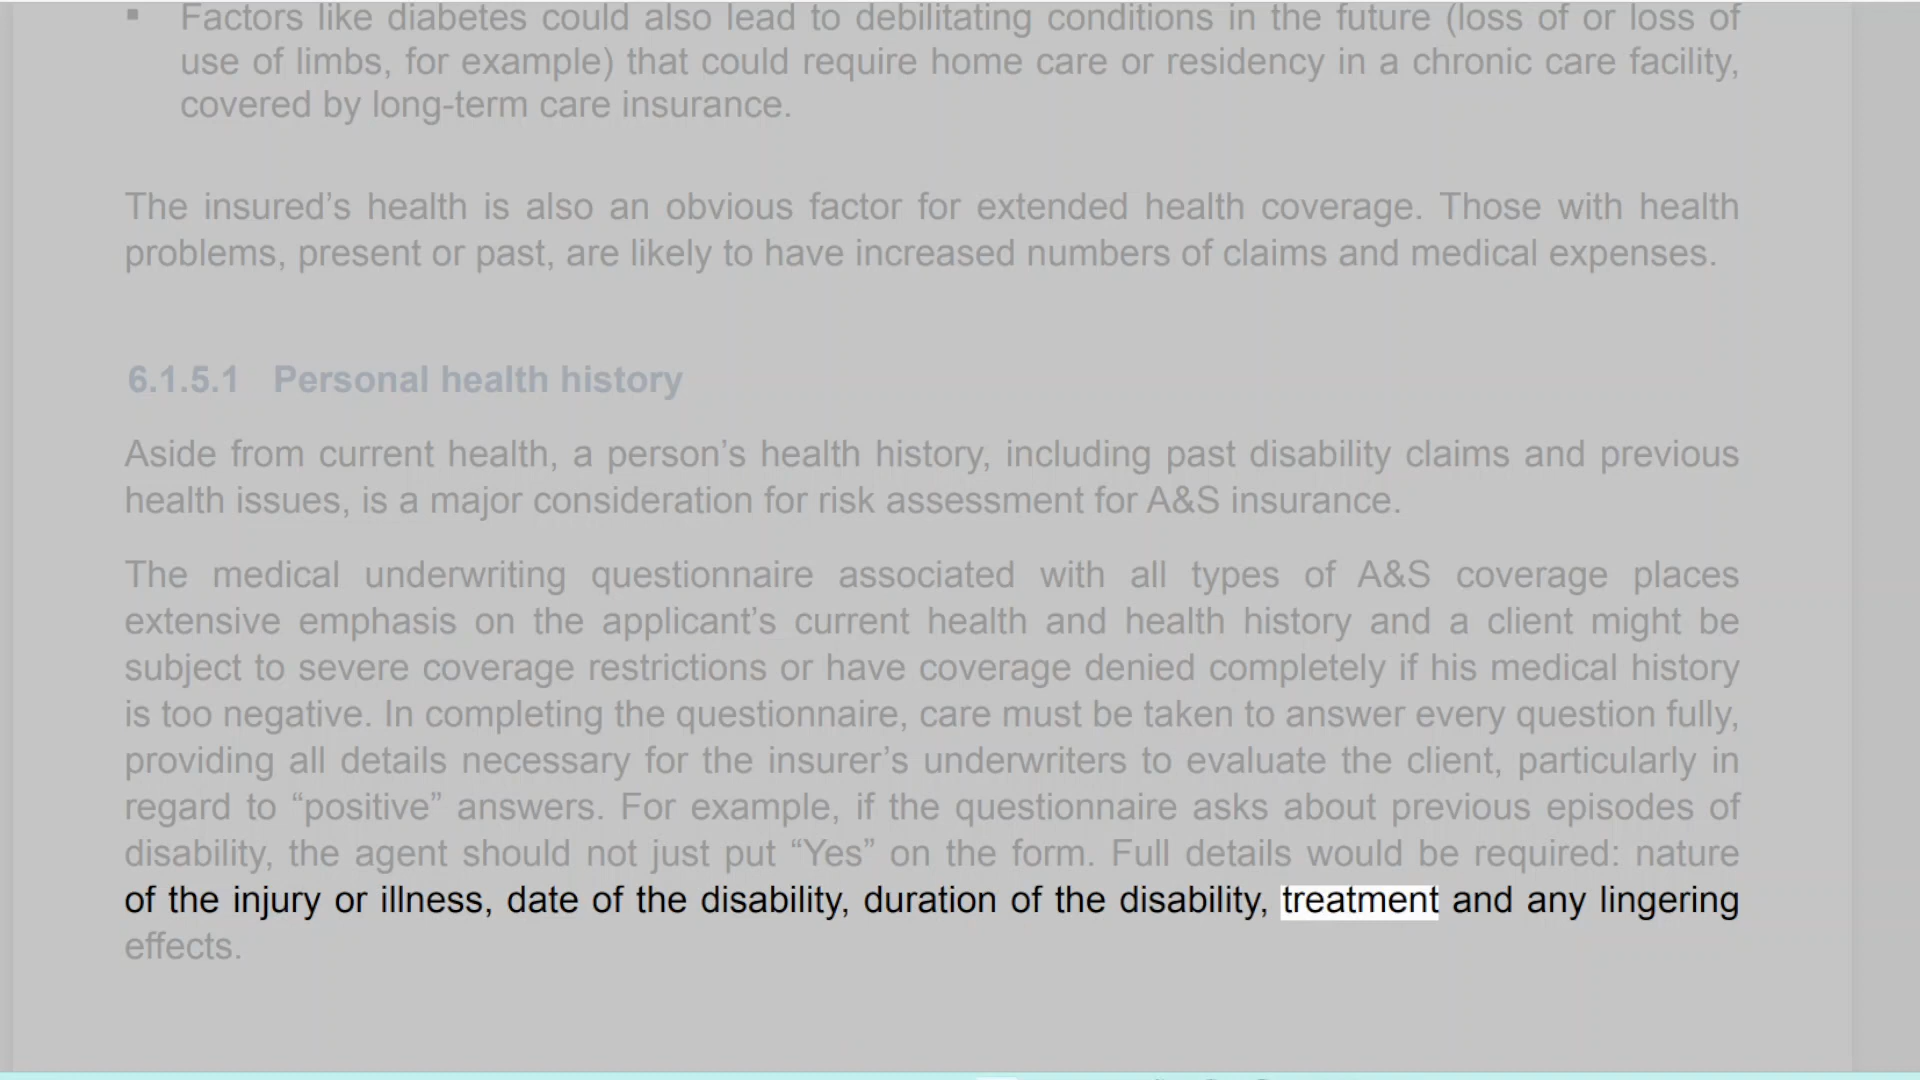 ▪ Factors like diabetes could also lead to debilitating conditions in the future (loss of or loss of
use of limbs, for example) that could require home care or residency in a chronic care facility,
covered by long-term care insurance.
The insured’s health is also an obvious factor for extended health coverage. Those with health
problems, present or past, are likely to have increased numbers of claims and medical expenses.
6.1.5.1 Personal health history
Aside from current health, a person’s health history, including past disability claims and previous
health issues, is a major consideration for risk assessment for A&S insurance.
The medical underwriting questionnaire associated with all types of A&S coverage places
extensive emphasis on the applicant’s current health and health history and a client might be
subject to severe coverage restrictions or have coverage denied completely if his medical history
is too negative. In completing the questionnaire, care must be taken to answer every question fully,
providing all details necessary for the insurer’s underwriters to evaluate the client, particularly in
regard to “positive” answers. For example, if the questionnaire asks about previous episodes of
disability, the agent should not just put “Yes” on the form. Full details would be required: nature
of the injury or illness, date of the disability, duration of the disability, treatment and any lingering
effects.